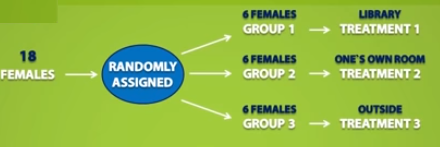 18
FEMALES
RANDOMLY
ASSIGNED
6 FEMALES
GROUP 1
LIBRARY
TREATMENT 1
6 FEMALES
GROUP 2
ONE'S OWN ROOM
TREATMENT 2
6 FEMALES
GROUP 3
OUTSIDE
TREATMENT 3